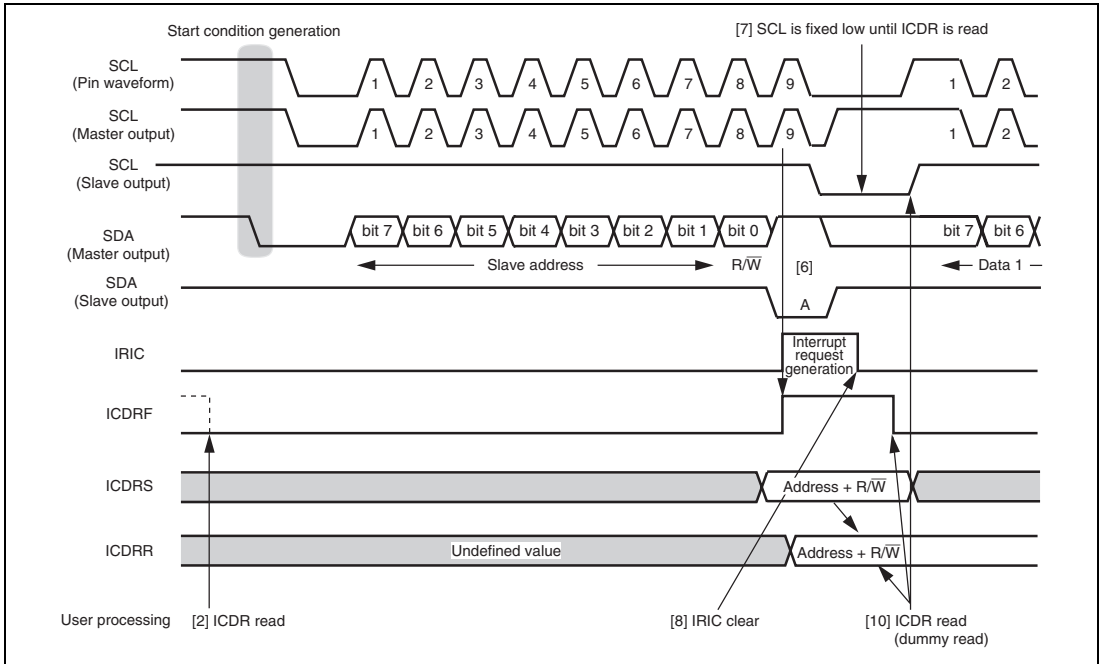 Start condition generation
[7] SCL is fixed low until ICDR is read
SCL
(Pin waveform)
1 2 3 4 5 6 7 8 9 1 2
SCL
(Master output)
1 2 3 4 5 6 7 8 9 1 2
SCL
(Slave output)
SDA
(Master output)
bit 7 bit 6 bit 5 bit 4 bit 3 bit 2 bit 1 bit 0 bit 7 bit 6
Slave address R/W̅ [6] Data 1
SDA
(Slave output)
A
IRIC
Interrupt
request
generation
ICDRF
ICDRS
Address + R/W̅
ICDRR
Undefined value
Address + R/W̅
User processing
[2] ICDR read
[8] IRIC clear
[10] ICDR read
(dummy read)